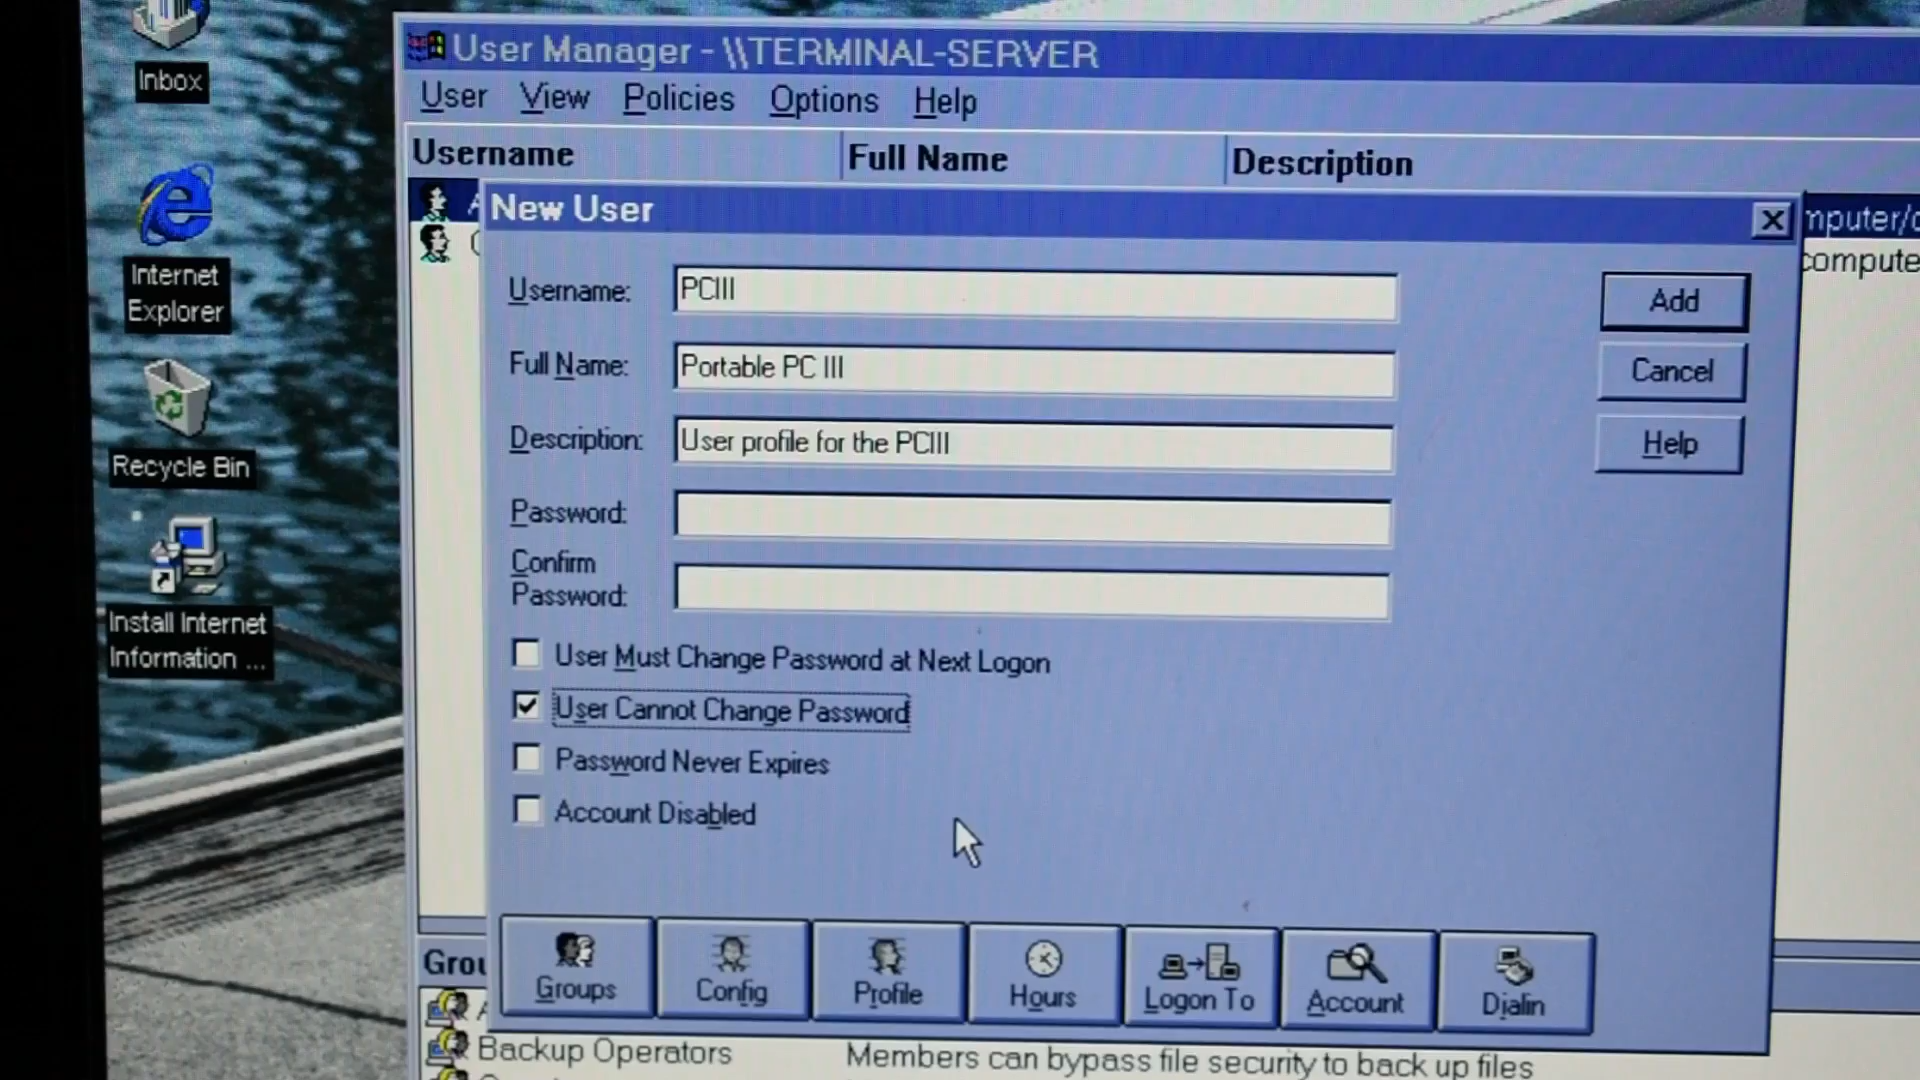 Inbox
Internet
Explorer
Recycle Bin
Install Internet
Information ...
User Manager - \\TERMINAL-SERVER
User View Policies Options Help
Username Full Name Description
New User
Username: PCIII
Add
Full Name: Portable PC III
Cancel
Description: User profile for the PCIII
Help
Password:
Confirm
Password:
User Must Change Password at Next Logon
User Cannot Change Password
Password Never Expires
Account Disabled
Groups Config Profile Hours Logon To Account Dialin
Backup Operators Members can bypass file security to back up files